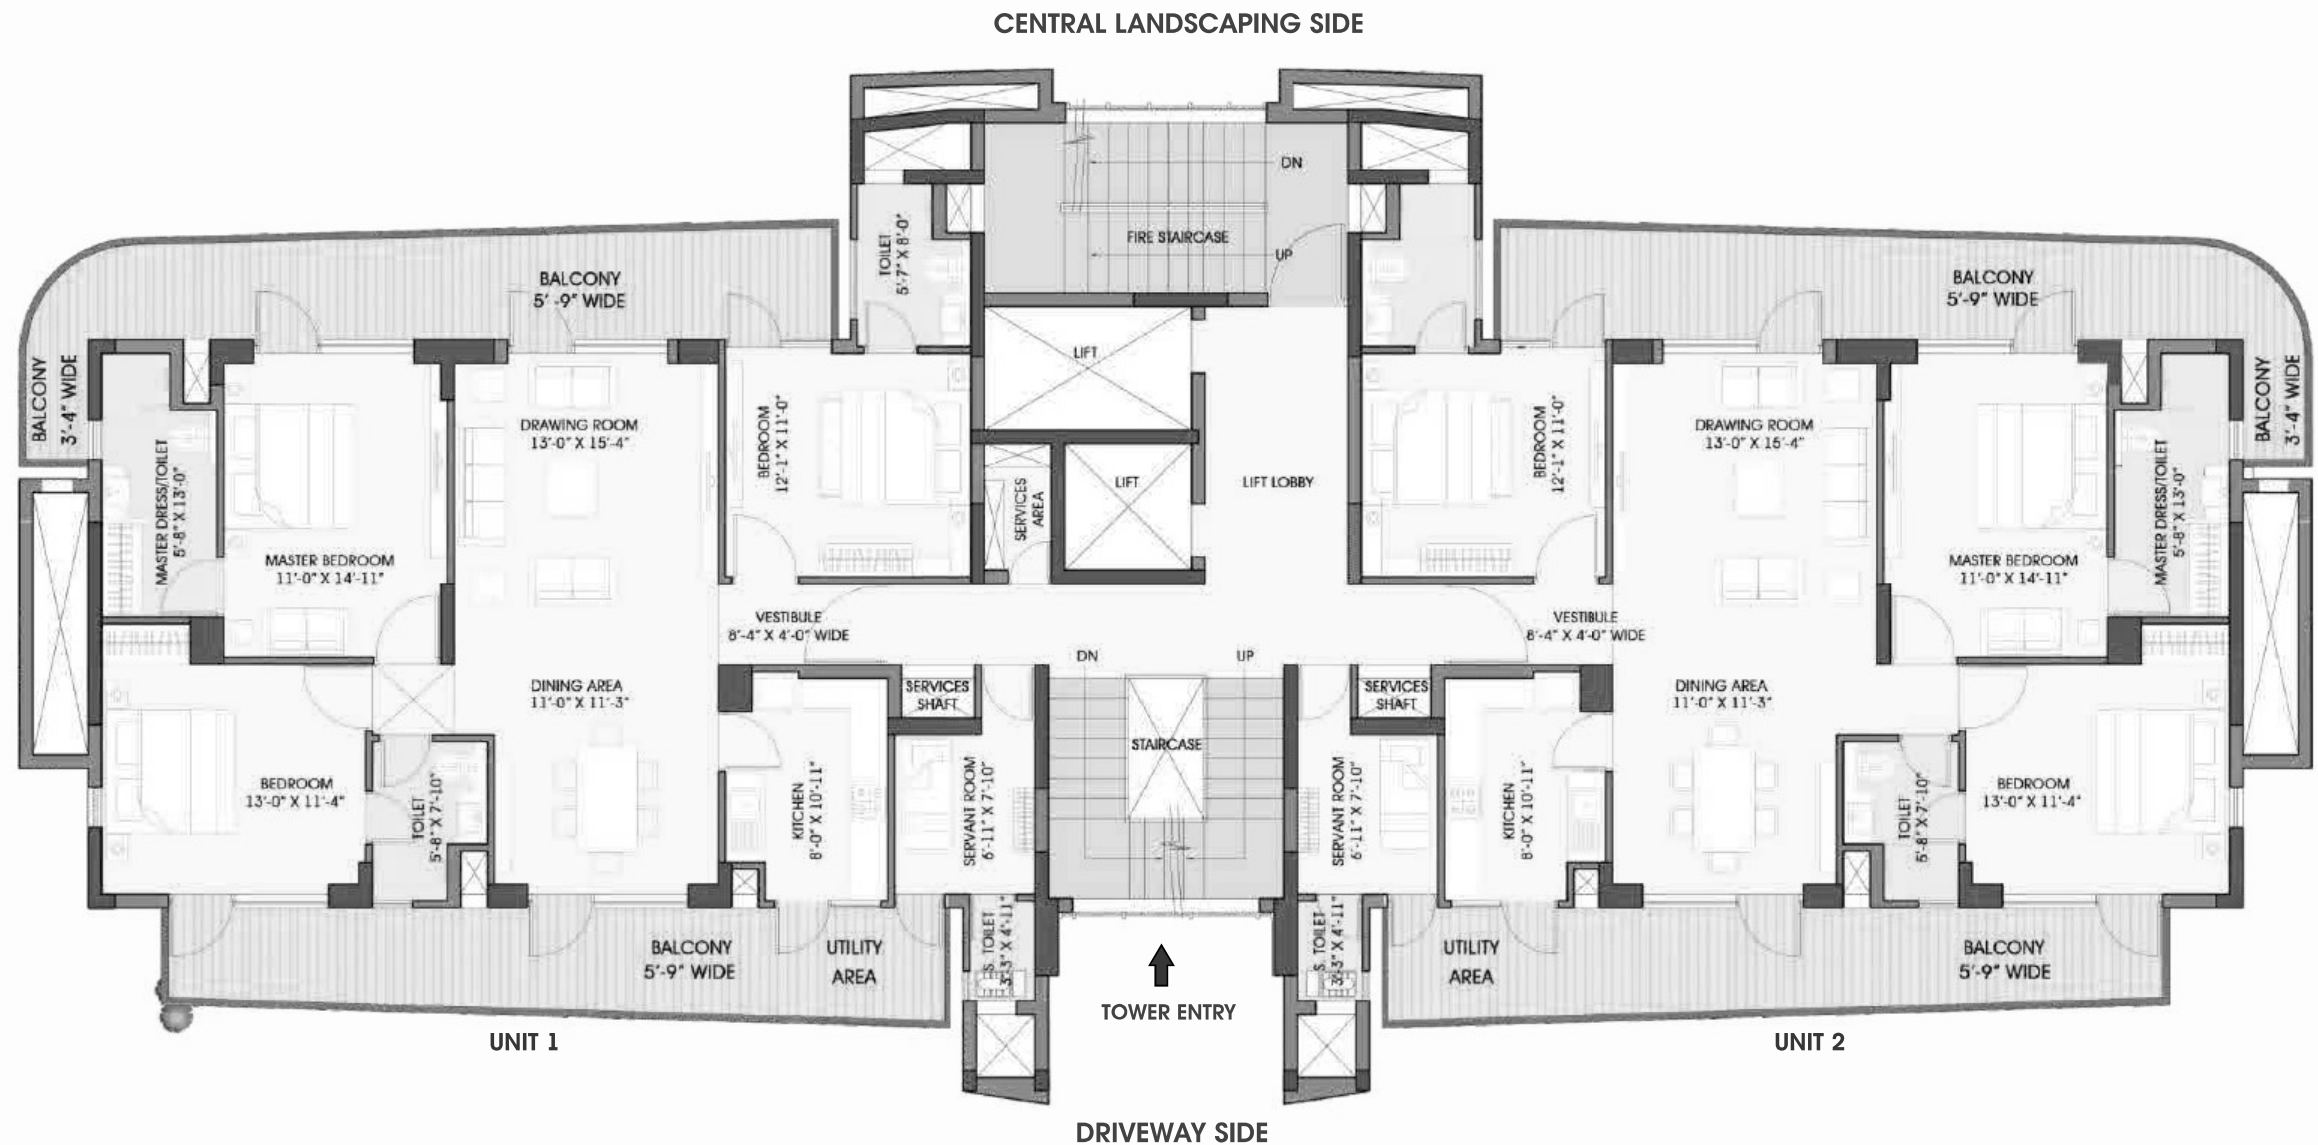 CENTRAL LANDSCAPING SIDE
DN
FIRE STAIRCASE
UP
TOILET
5'-7" X 8'-0"
BALCONY
5' -9" WIDE
BALCONY
5'-9" WIDE
BALCONY
3'-4" WIDE
BALCONY
3'-4" WIDE
LIFT
DRAWING ROOM
13'-0" X 15'-4"
BEDROOM
12'-1" X 11'-0"
BEDROOM
12'-1" X 11'-0"
DRAWING ROOM
13'-0" X 15'-4"
MASTER DRESS/TOILET
5'-8" X 13'-0"
SERVICES
AREA
LIFT
LIFT LOBBY
MASTER DRESS/TOILET
5'-8" X 13'-0"
MASTER BEDROOM
11'-0" X 14'-11"
MASTER BEDROOM
11'-0" X 14'-11"
VESTIBULE
8'-4" X 4'-0" WIDE
VESTIBULE
8'-4" X 4'-0" WIDE
DN
UP
DINING AREA
11'-0" X 11'-3"
SERVICES
SHAFT
SERVICES
SHAFT
DINING AREA
11'-0" X 11'-3"
STAIRCASE
BEDROOM
13'-0" X 11'-4"
TOILET
5'-8" X 7'-10"
KITCHEN
8'-0" X 10'-11"
SERVANT ROOM
6'-11" X 7'-10"
SERVANT ROOM
6'-11" X 7'-10"
KITCHEN
8'-0" X 10'-11"
TOILET
5'-8" X 7'-10"
BEDROOM
13'-0" X 11'-4"
BALCONY
5'-9" WIDE
UTILITY
AREA
S. TOILET
3'-3" X 4'-11"
S. TOILET
3'-3" X 4'-11"
UTILITY
AREA
BALCONY
5'-9" WIDE
TOWER ENTRY
UNIT 1
UNIT 2
DRIVEWAY SIDE